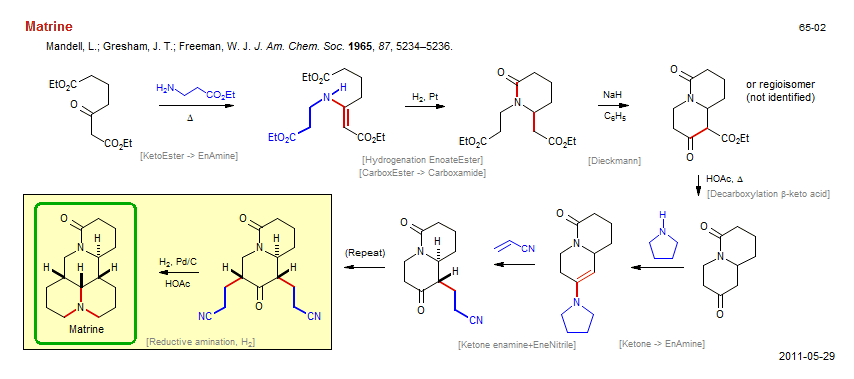 Matrine
65-02
Mandell, L.; Gresham, J. T.; Freeman, W. J. J. Am. Chem. Soc. 1965, 87, 5234–5236.
EtO2C
O
CO2Et
H2N
CO2Et
Δ
[KetoEster -> EnAmine]
EtO2C
N
H
EtO2C
CO2Et
H2, Pt
[Hydrogenation EnoateEster]
[CarboxEster -> Carboxamide]
O
N
EtO2C
CO2Et
NaH
C6H5
[Dieckmann]
O
N
CO2Et
O
or regioisomer
(not identified)
HOAc, Δ
[Decarboxylation β-keto acid]
O
N
O
H
N
[Ketone -> EnAmine]
O
N
N
CN
[Ketone enamine+EneNitrile]
O
N
H
H
O
CN
(Repeat)
O
N
H
H
H
O
NC
CN
H2, Pd/C
HOAc
[Reductive amination, H2]
O
N
H
H
H
H
N
Matrine
2011-05-29